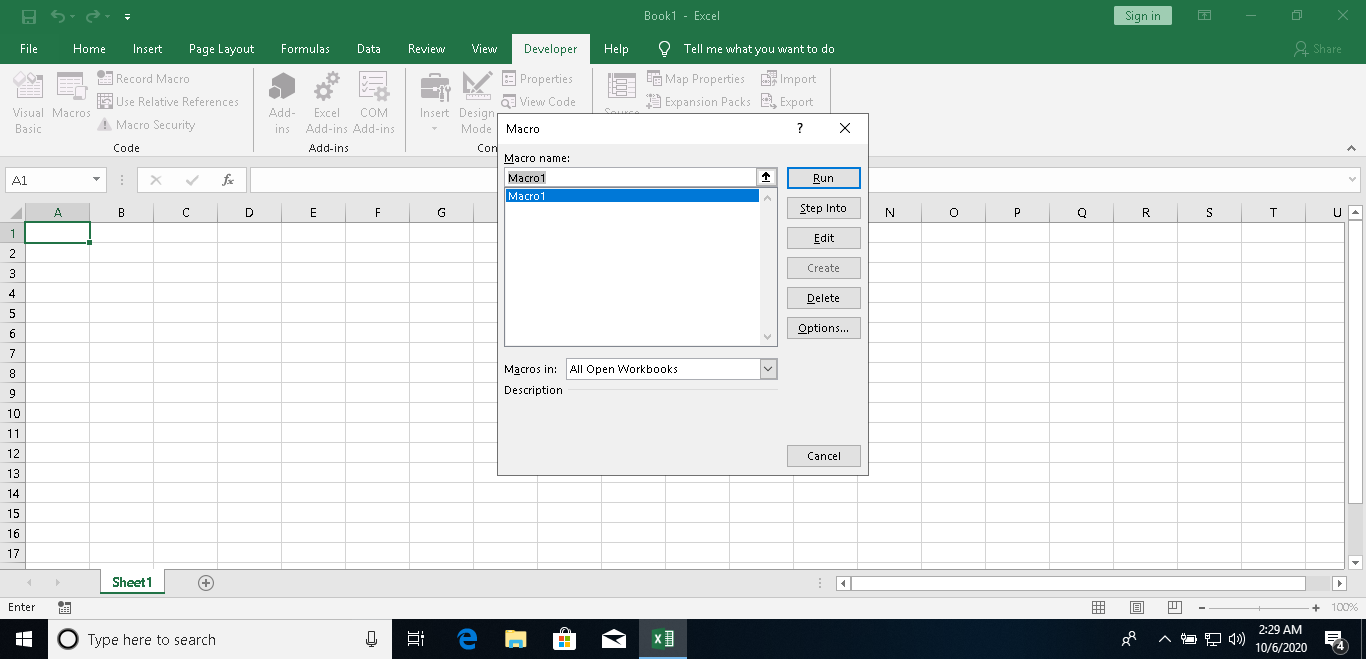 Book1 - Excel
Sign in
File Home Insert Page Layout Formulas Data Review View Developer Help Tell me what you want to do Share
Visual Basic
Macros
Record Macro
Use Relative References
Macro Security
Code
Add-ins
Excel Add-ins
COM Add-ins
Add-ins
Insert
Design Mode
Properties
View Code
Con
Source
Map Properties
Expansion Packs
Import
Export
A1
fx
A B C D E F G N O P Q R S T U
1
2
3
4
5
6
7
8
9
10
11
12
13
14
15
16
17
Macro
?
Macro name:
Macro1
Macro1
Run
Step Into
Edit
Create
Delete
Options...
Macros in: All Open Workbooks
Description
Cancel
Sheet1
Enter
100%
Type here to search
2:29 AM
10/6/2020
4